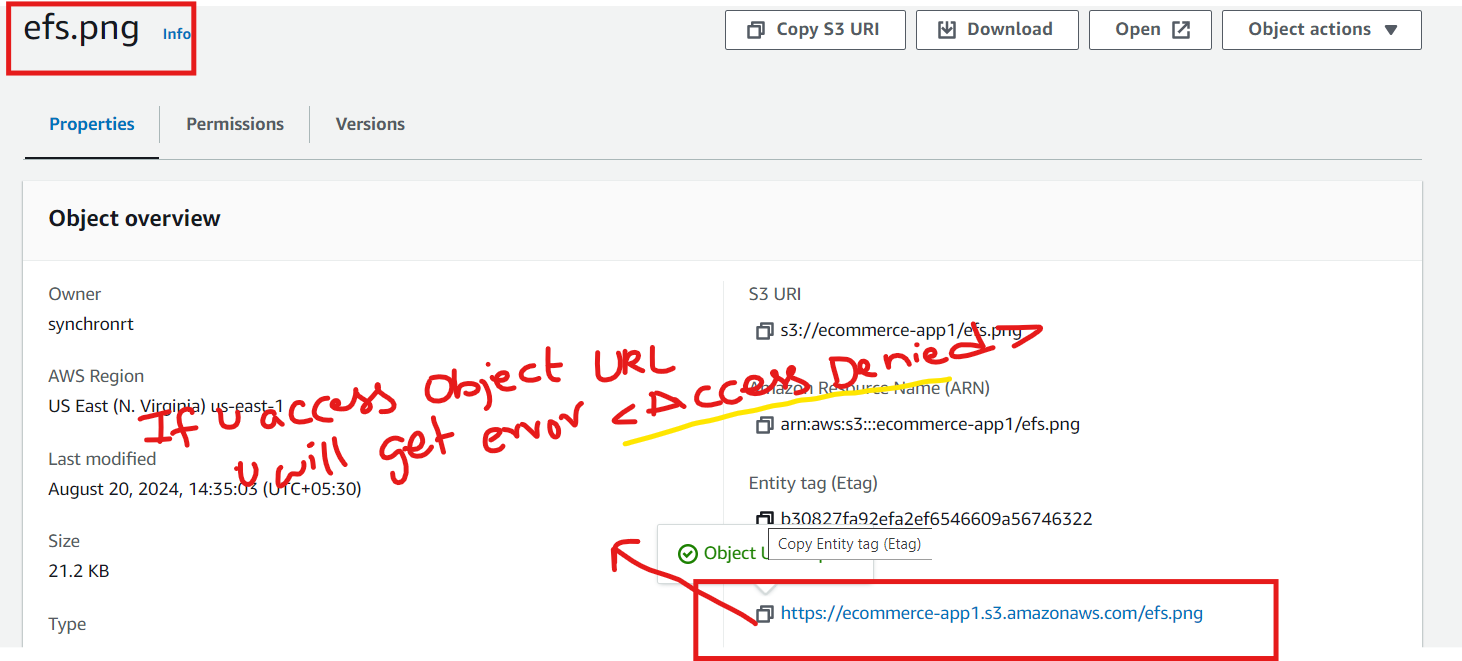 efs.png Info
Copy S3 URI
Download
Open
Object actions
Properties
Permissions
Versions
Object overview
Owner
synchronrt
AWS Region
US East (N. Virginia) us-east-1
Last modified
August 20, 2024, 14:35:03 (UTC+05:30)
Size
21.2 KB
Type
S3 URI
s3://ecommerce-app1/efs.png
Amazon Resource Name (ARN)
arn:aws:s3:::ecommerce-app1/efs.png
Entity tag (Etag)
b30827fa92efa2ef6546609a56746322
Copy Entity tag (Etag)
Object
https://ecommerce-app1.s3.amazonaws.com/efs.png
If u access Object URL
u will get error <Access Denied>